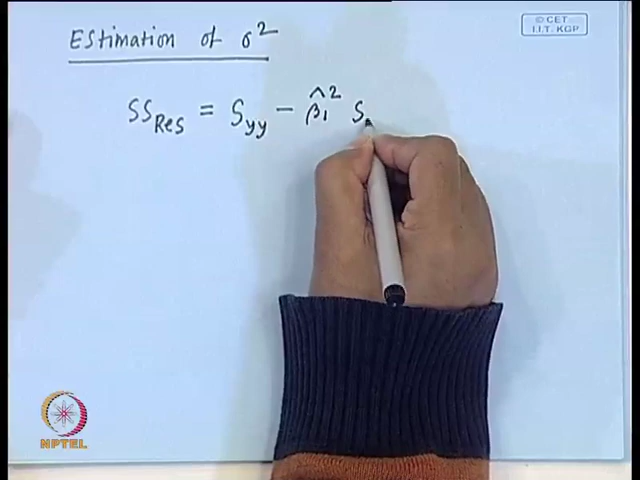 Estimation of σ²
© CET
I.I.T. KGP
SS_Res = S_yy − β̂₁² S
NPTEL